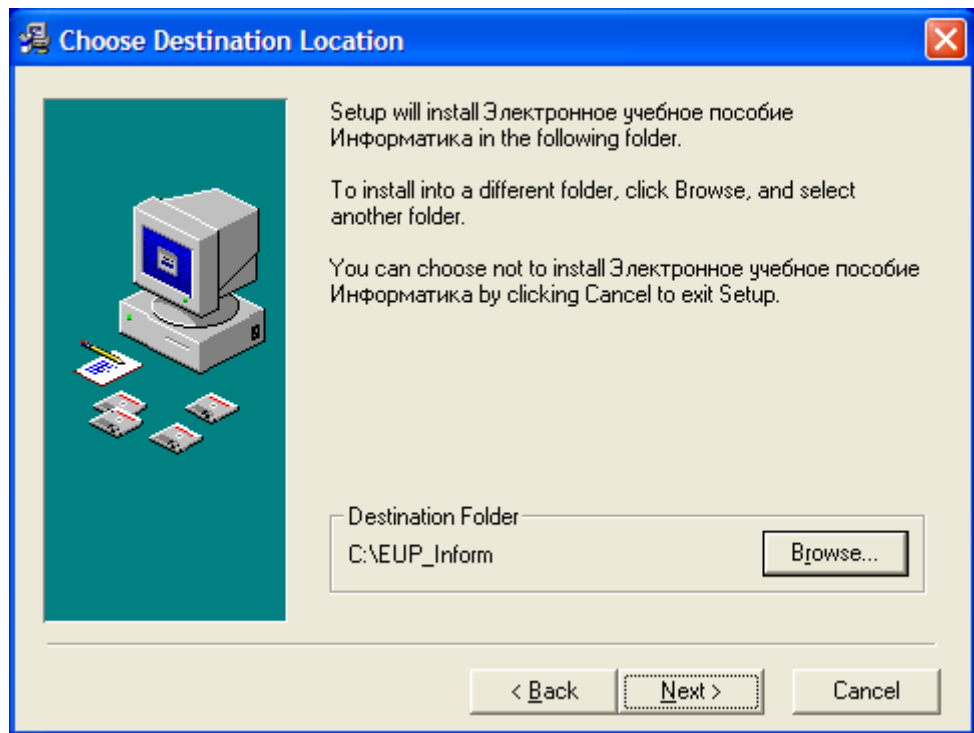 Choose Destination Location
Setup will install Электронное учебное пособие
Информатика in the following folder.
To install into a different folder, click Browse, and select
another folder.
You can choose not to install Электронное учебное пособие
Информатика by clicking Cancel to exit Setup.
Destination Folder
C:\EUP_Inform
Browse...
< Back
Next >
Cancel